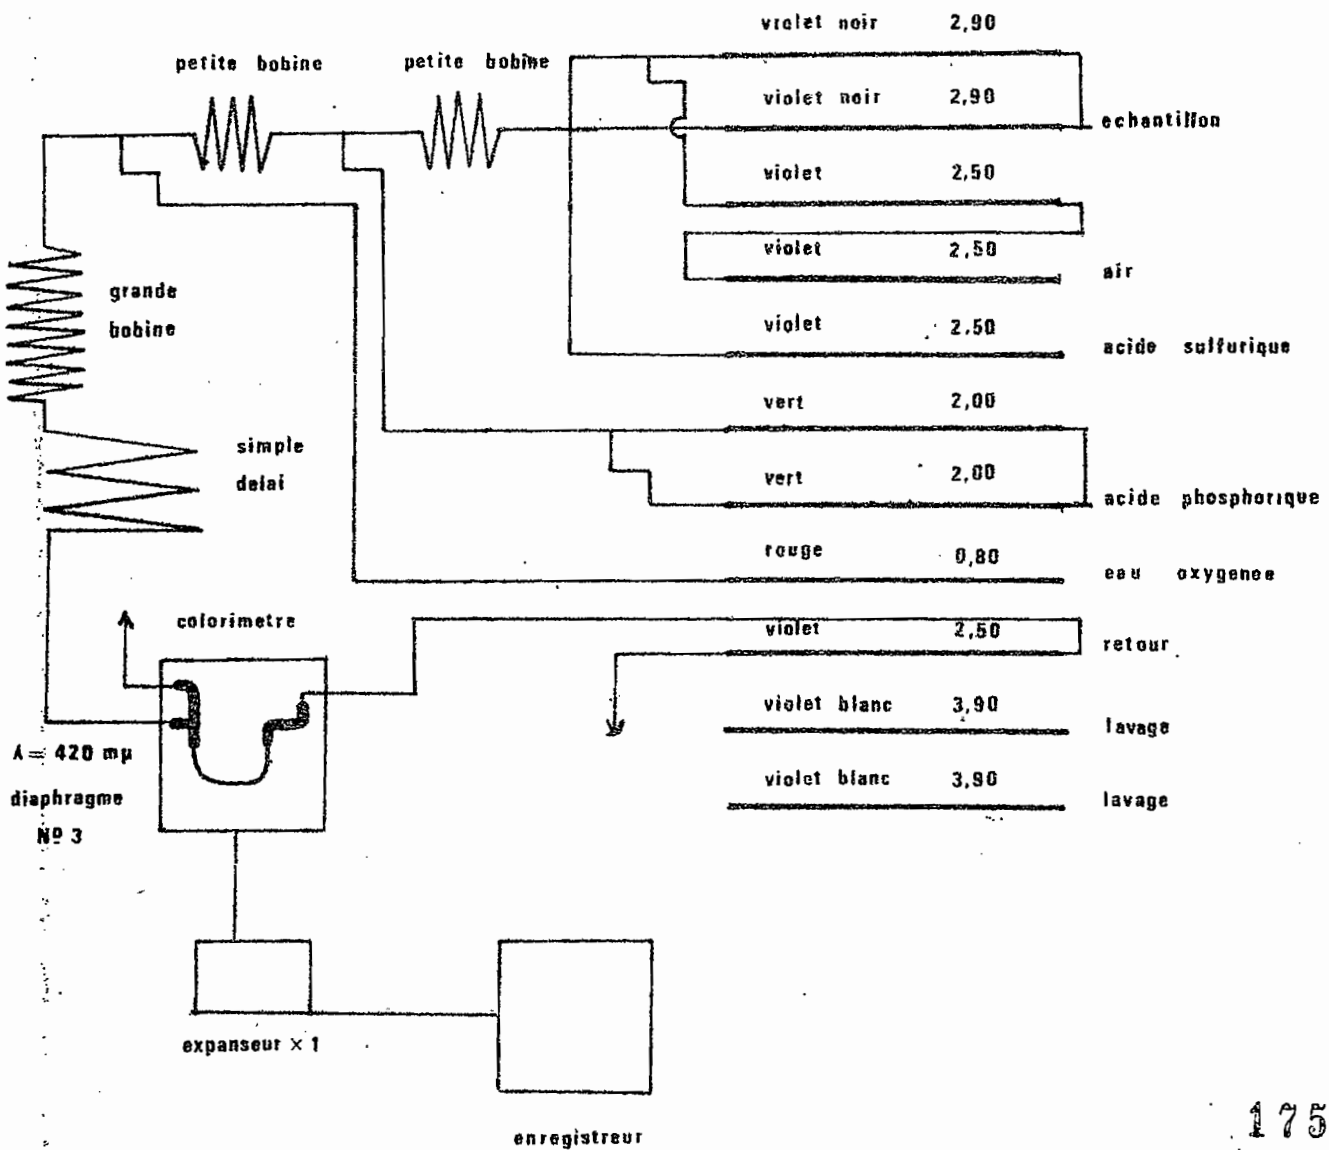 violet noir 2,90
petite bobine petite bobine
violet noir 2,90
echantillon
violet 2,50
violet 2,50
air
grande
bobine
violet 2.50
acide sulfurique
vert 2,00
simple
delai
vert 2,00
acide phosphorique
rouge 0,80
eau oxygenee
colorimetre
violet 2,50
retour
violet blanc 3,90
lavage
λ = 420 mµ
diaphragme
Nº 3
violet blanc 3,90
lavage
expanseur × 1
enregistreur
175